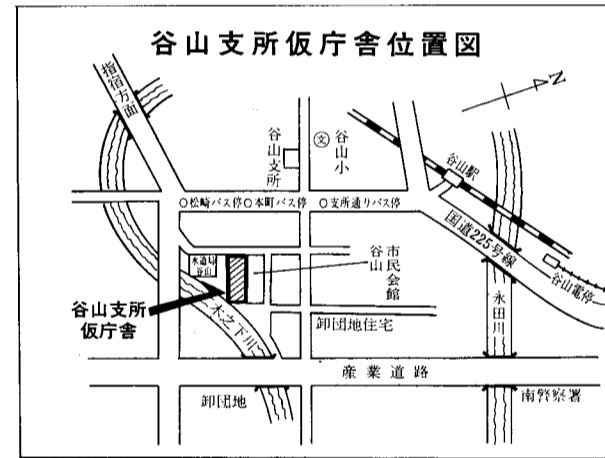 谷山支所仮庁舎位置図
指宿方面
N
谷山支所
文
谷山小
谷山駅
○松崎バス停○本町バス停
○支所通りバス停
国道225号線
谷山電停
水道局
谷山
谷山
市民会館
谷山支所
仮庁舎
木之下川
卸団地住宅
永田川
産業道路
卸団地
南警察署